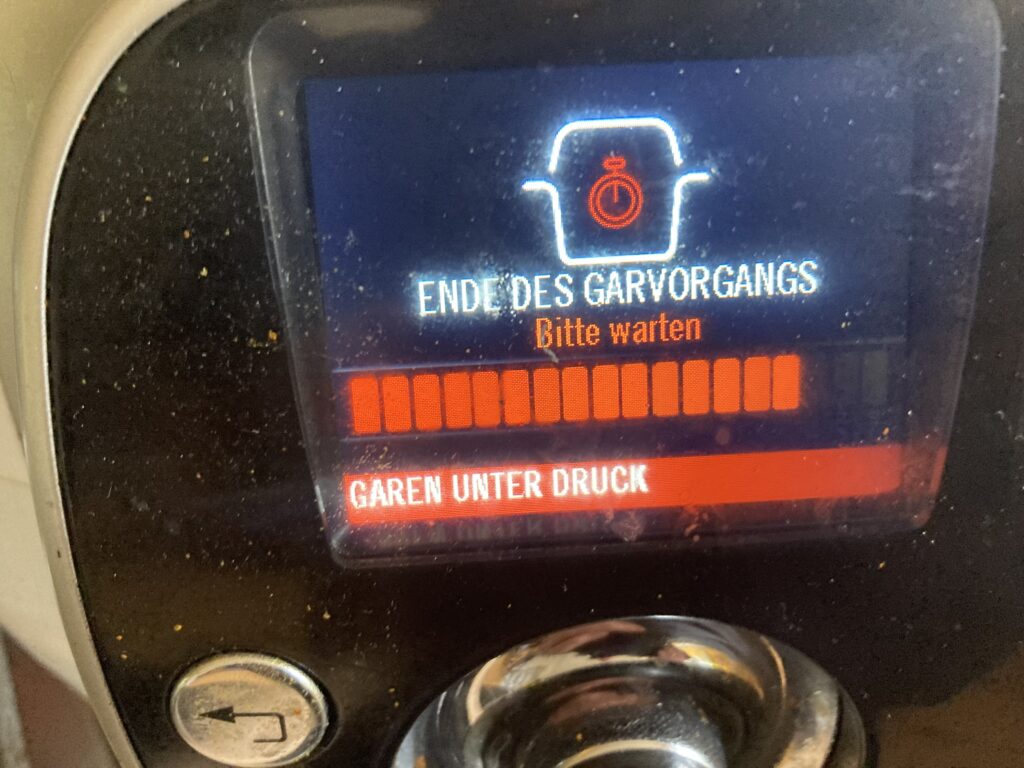 ENDE DES GARVORGANGS
Bitte warten
GAREN UNTER DRUCK